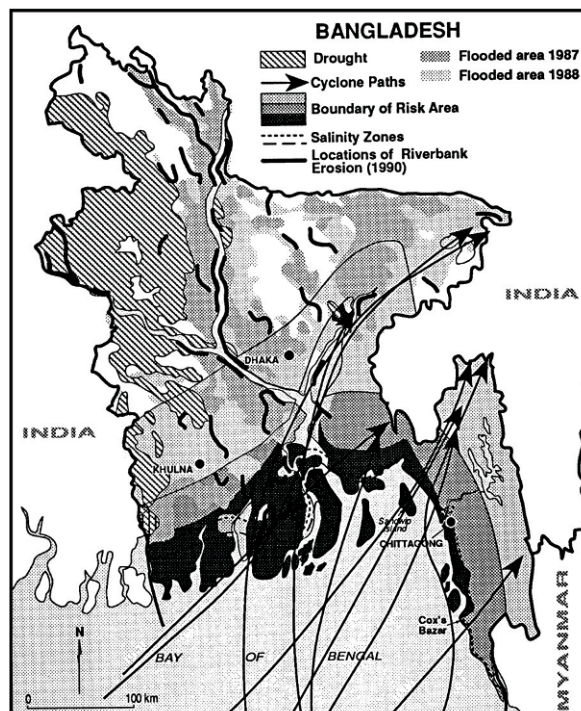 BANGLADESH
Drought
Cyclone Paths
Boundary of Risk Area
Salinity Zones
Locations of Riverbank
Erosion (1990)
Flooded area 1987
Flooded area 1988
INDIA
DHAKA
INDIA
KHULNA
Sandwip
Island
CHITTAGONG
Cox's
Bazar
MYANMAR
N
BAY OF BENGAL
0 100 km